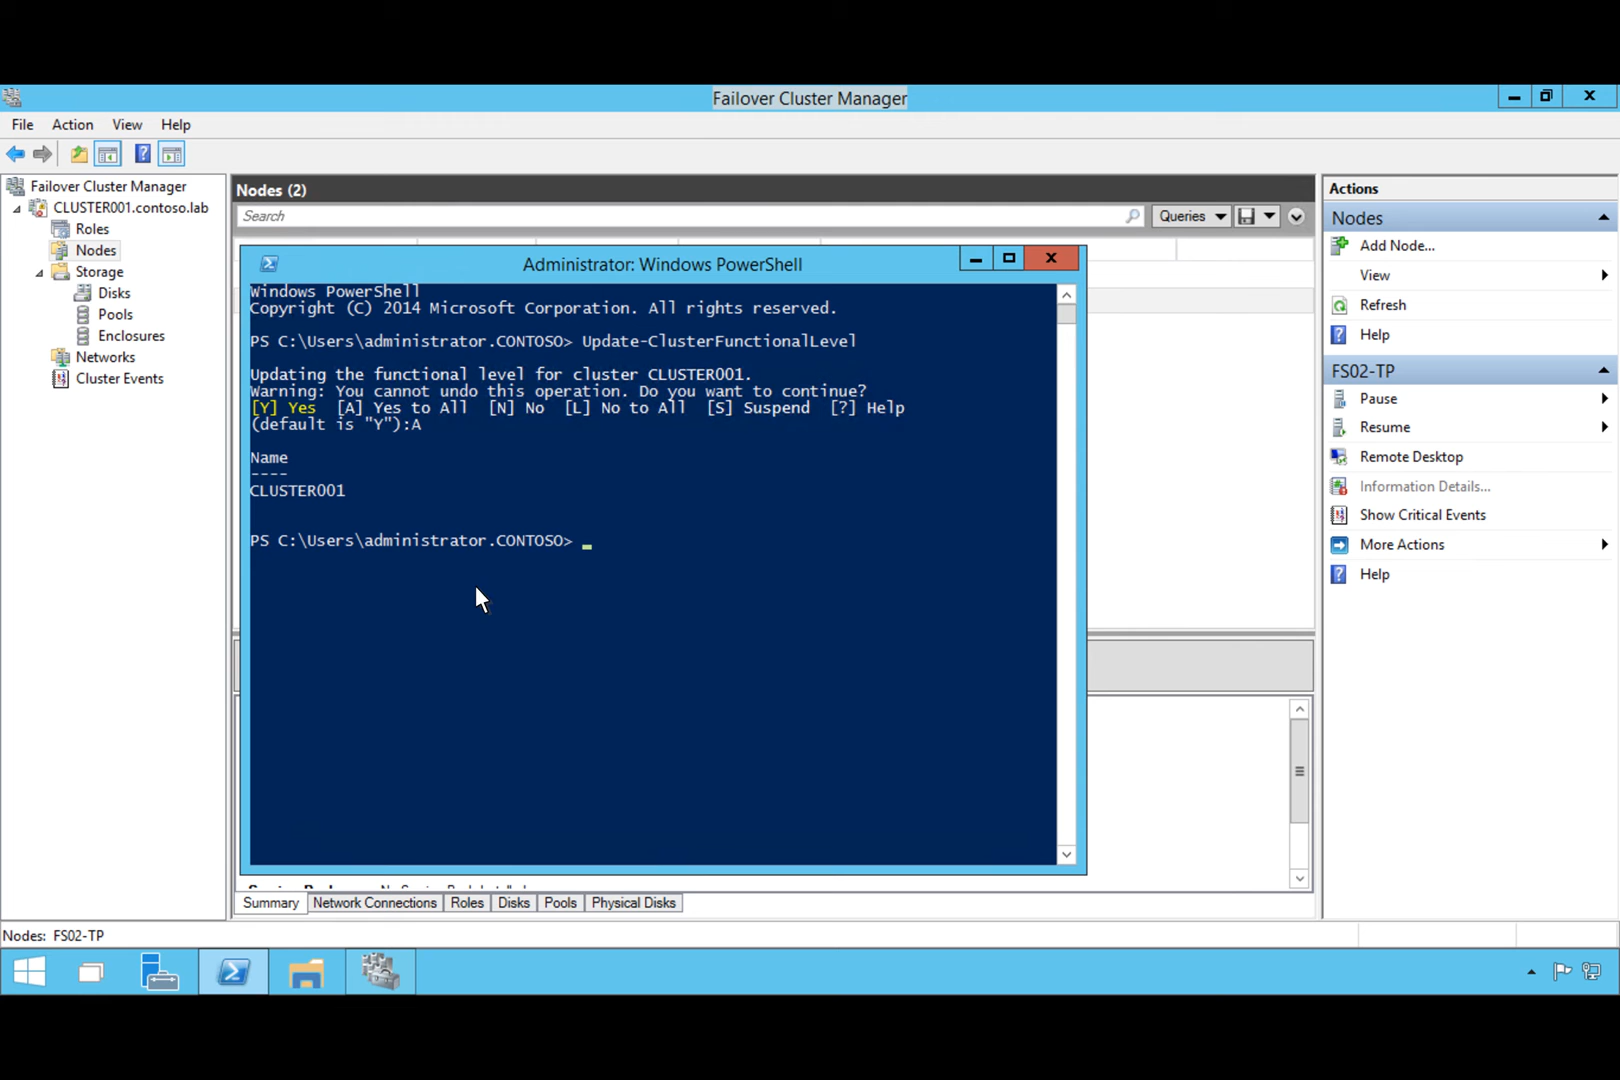 Failover Cluster Manager
File Action View Help
Failover Cluster Manager
CLUSTER001.contoso.lab
Roles
Nodes
Storage
Disks
Pools
Enclosures
Networks
Cluster Events
Nodes (2)
Search
Queries
Administrator: Windows PowerShell
Windows PowerShell
Copyright (C) 2014 Microsoft Corporation. All rights reserved.
PS C:\Users\administrator.CONTOSO> Update-ClusterFunctionalLevel
Updating the functional level for cluster CLUSTER001.
Warning: You cannot undo this operation. Do you want to continue?
[Y] Yes [A] Yes to All [N] No [L] No to All [S] Suspend [?] Help
(default is "Y"):A
Name
----
CLUSTER001
PS C:\Users\administrator.CONTOSO>
Summary Network Connections Roles Disks Pools Physical Disks
Actions
Nodes
Add Node...
View
Refresh
Help
FS02-TP
Pause
Resume
Remote Desktop
Information Details...
Show Critical Events
More Actions
Help
Nodes: FS02-TP